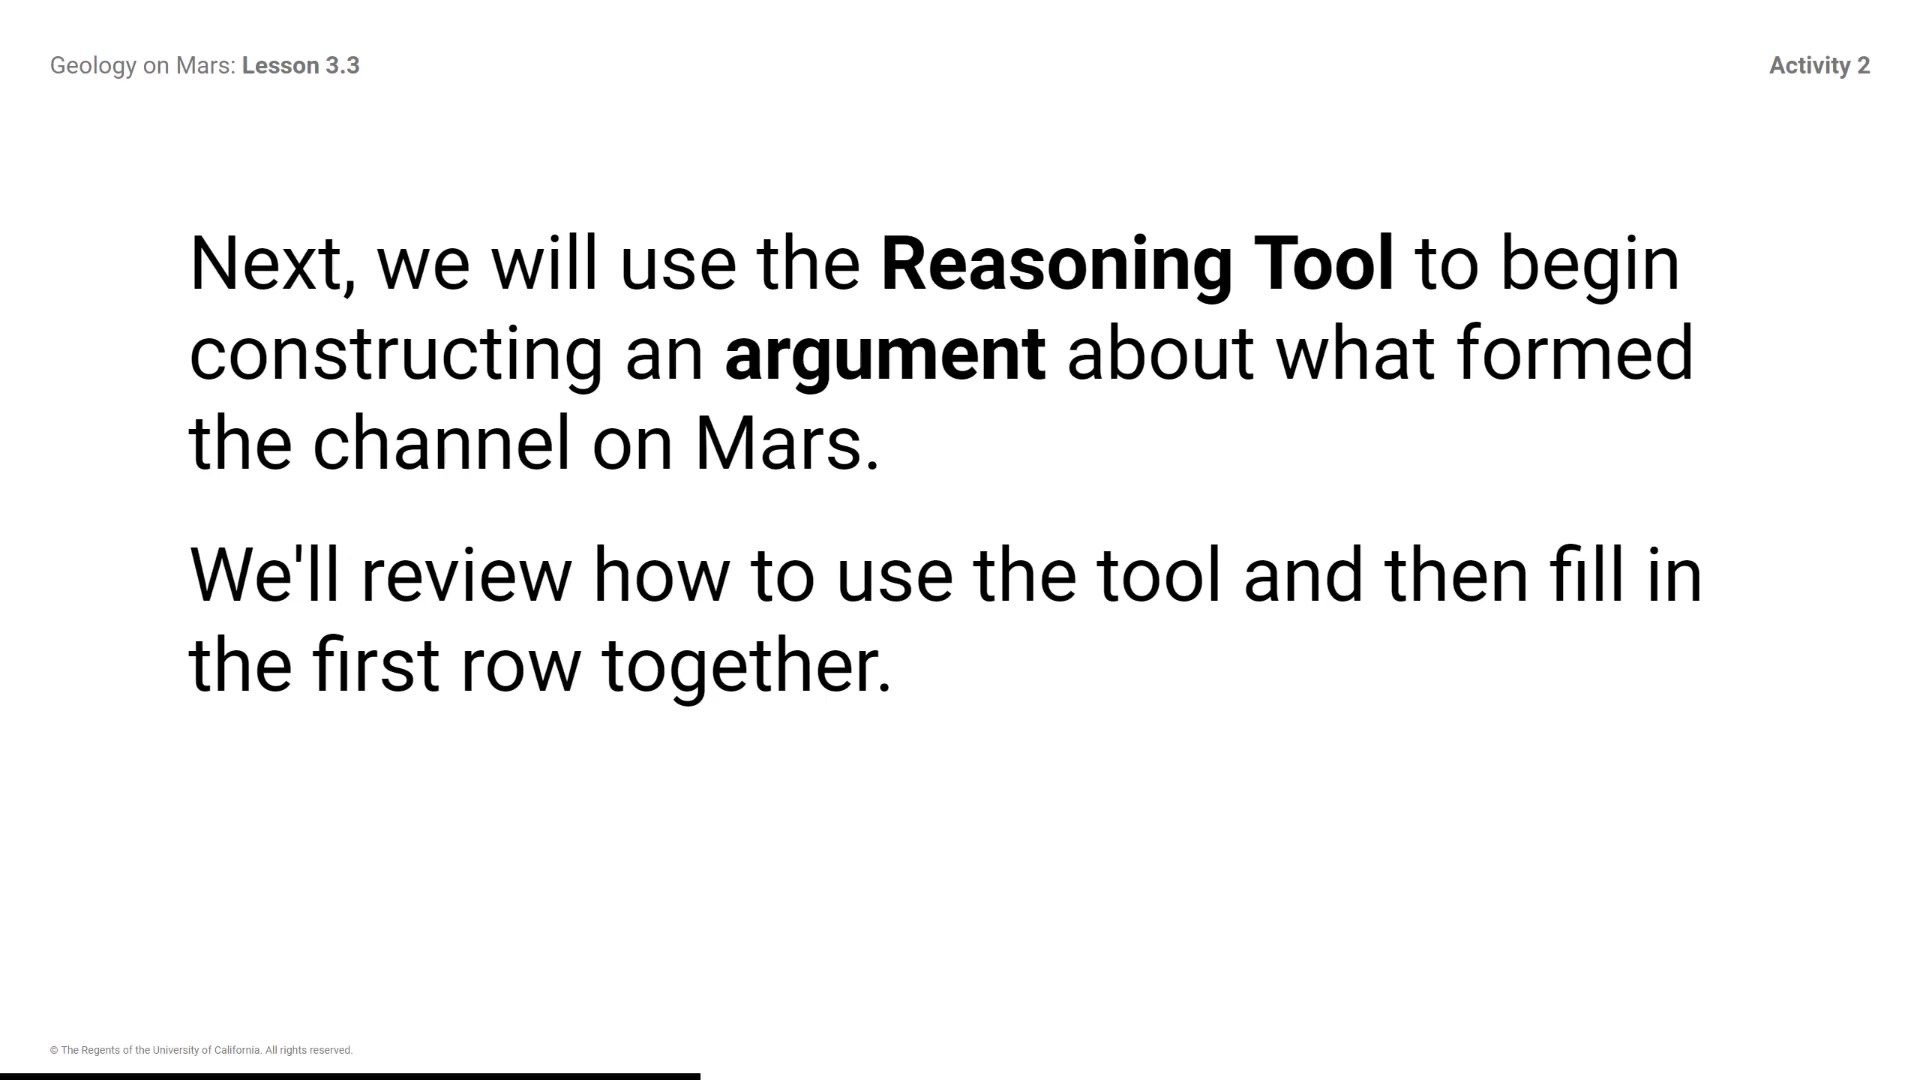 Geology on Mars: Lesson 3.3
Activity 2
Next, we will use the Reasoning Tool to begin
constructing an argument about what formed
the channel on Mars.
We'll review how to use the tool and then fill in
the first row together.
© The Regents of the University of California. All rights reserved.